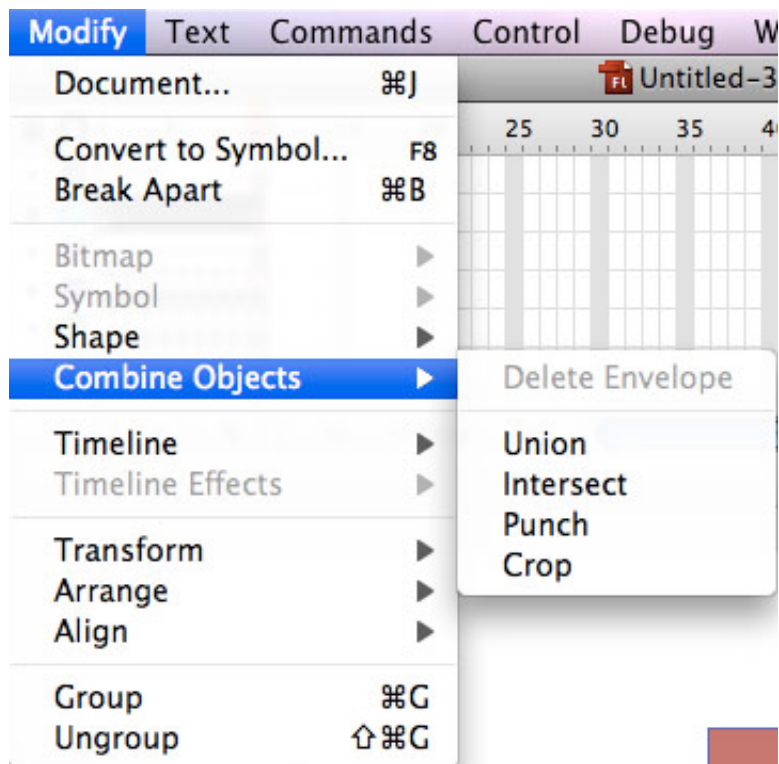 Modify Text Commands Control Debug
FL Untitled-3
Document... ⌘J
25 30 35
Convert to Symbol... F8
Break Apart ⌘B
Bitmap
Symbol
Shape
Combine Objects
Delete Envelope
Timeline
Union
Timeline Effects
Intersect
Punch
Transform
Crop
Arrange
Align
Group ⌘G
Ungroup ⇧⌘G